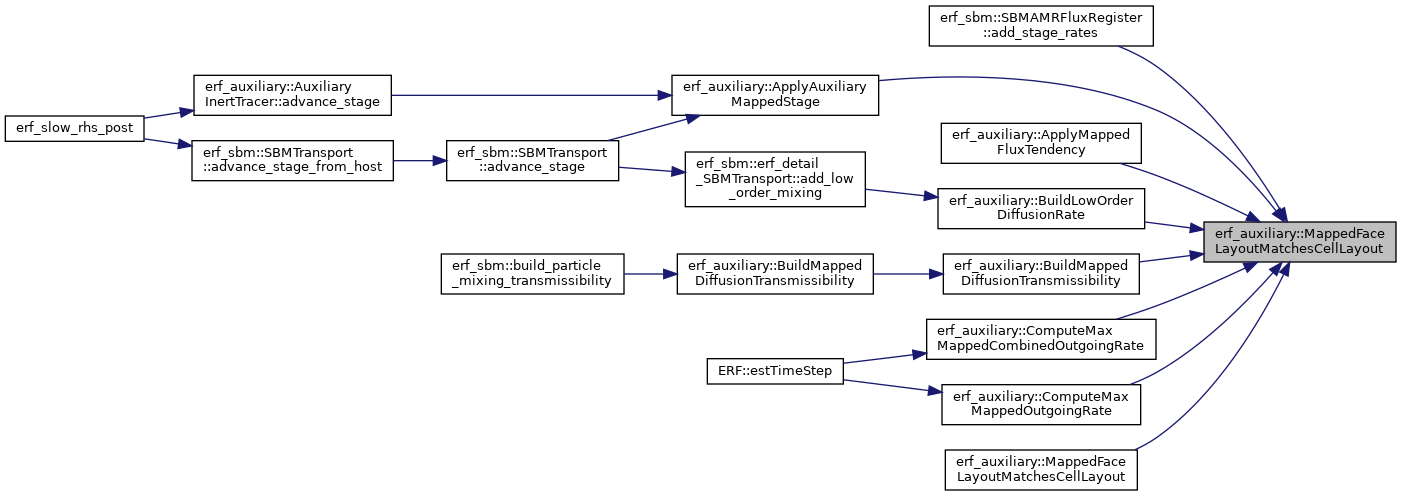 erf_sbm::SBMAMRFluxRegister
::add_stage_rates
erf_auxiliary::Auxiliary
InertTracer::advance_stage
erf_auxiliary::ApplyAuxiliary
MappedStage
erf_slow_rhs_post
erf_auxiliary::ApplyMapped
FluxTendency
erf_sbm::SBMTransport
::advance_stage_from_host
erf_sbm::SBMTransport
::advance_stage
erf_sbm::erf_detail
_SBMTransport::add_low
_order_mixing
erf_auxiliary::BuildLowOrder
DiffusionRate
erf_auxiliary::MappedFace
LayoutMatchesCellLayout
erf_sbm::build_particle
_mixing_transmissibility
erf_auxiliary::BuildMapped
DiffusionTransmissibility
erf_auxiliary::BuildMapped
DiffusionTransmissibility
erf_auxiliary::ComputeMax
MappedCombinedOutgoingRate
ERF::estTimeStep
erf_auxiliary::ComputeMax
MappedOutgoingRate
erf_auxiliary::MappedFace
LayoutMatchesCellLayout